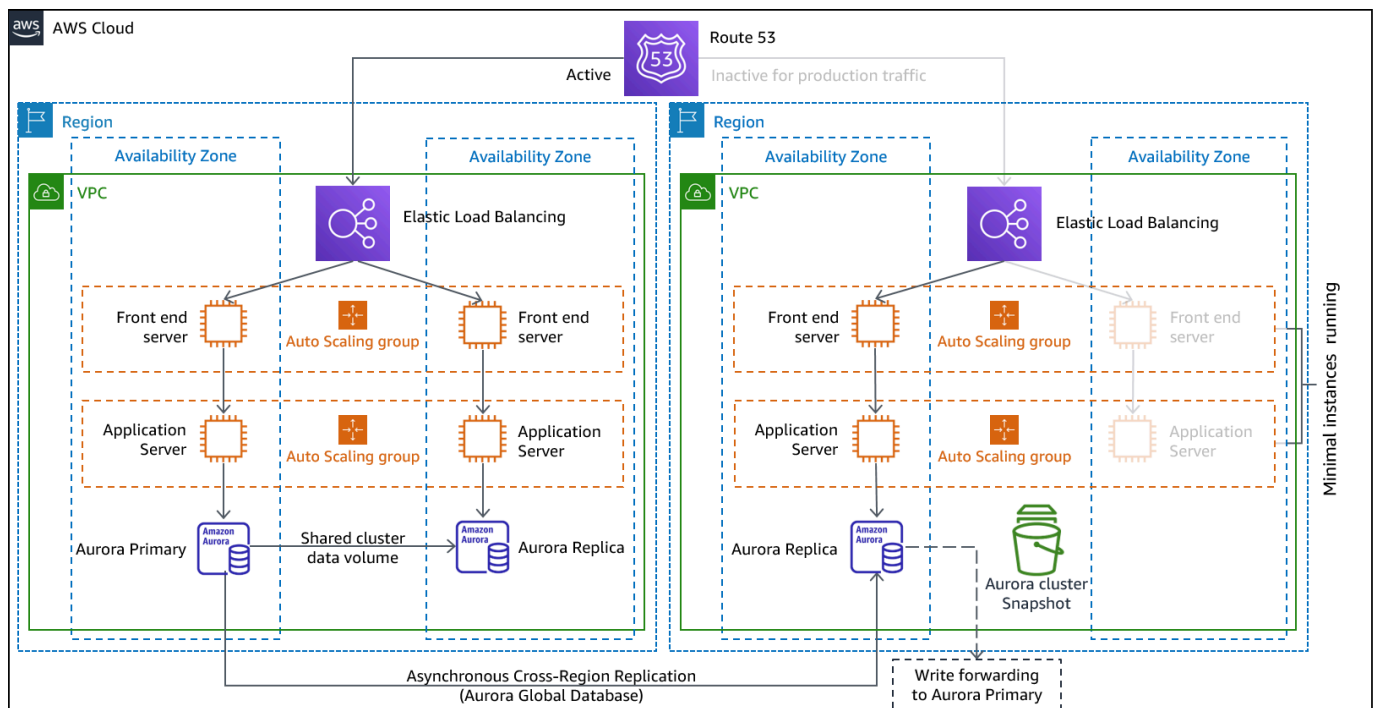 aws
AWS Cloud
Route 53
53
Active
Inactive for production traffic
Region
Availability Zone
Availability Zone
VPC
Elastic Load Balancing
Front end
server
Auto Scaling group
Front end
server
Application
Server
Auto Scaling group
Application
Server
Aurora Primary
Amazon
Aurora
Shared cluster
data volume
Amazon
Aurora
Aurora Replica
Region
Availability Zone
Availability Zone
VPC
Elastic Load Balancing
Front end
server
Auto Scaling group
Front end
server
Application
Server
Auto Scaling group
Application
Server
Aurora Replica
Amazon
Aurora
Aurora cluster
Snapshot
Minimal instances running
Asynchronous Cross-Region Replication
(Aurora Global Database)
Write forwarding
to Aurora Primary